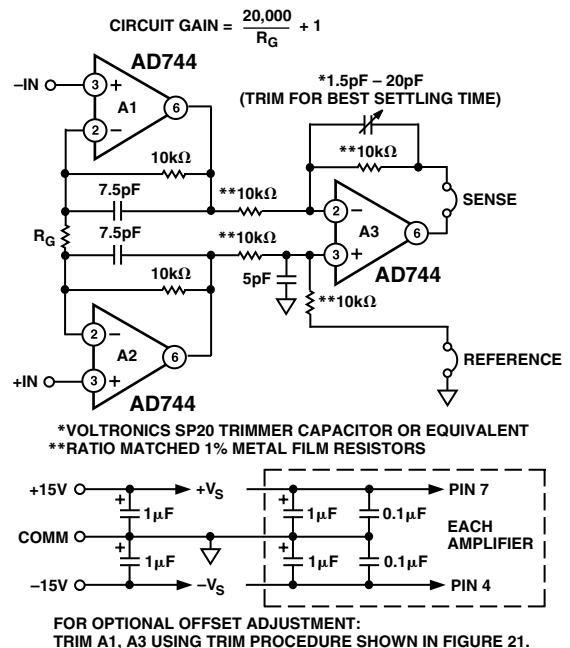 CIRCUIT GAIN = 20,000 / R_G + 1
AD744
–IN
3
+
A1
6
2
–
*1.5pF – 20pF
(TRIM FOR BEST SETTLING TIME)
10kΩ
**10kΩ
7.5pF
**10kΩ
2
–
SENSE
R_G
7.5pF
**10kΩ
A3
6
3
+
10kΩ
5pF
AD744
**10kΩ
2
–
A2
6
REFERENCE
+IN
3
+
AD744
*VOLTRONICS SP20 TRIMMER CAPACITOR OR EQUIVALENT
**RATIO MATCHED 1% METAL FILM RESISTORS
+15V
+V_S
PIN 7
+
1µF
+
1µF
0.1µF
EACH
AMPLIFIER
COMM
+
1µF
+
1µF
0.1µF
–15V
–V_S
PIN 4
FOR OPTIONAL OFFSET ADJUSTMENT:
TRIM A1, A3 USING TRIM PROCEDURE SHOWN IN FIGURE 21.